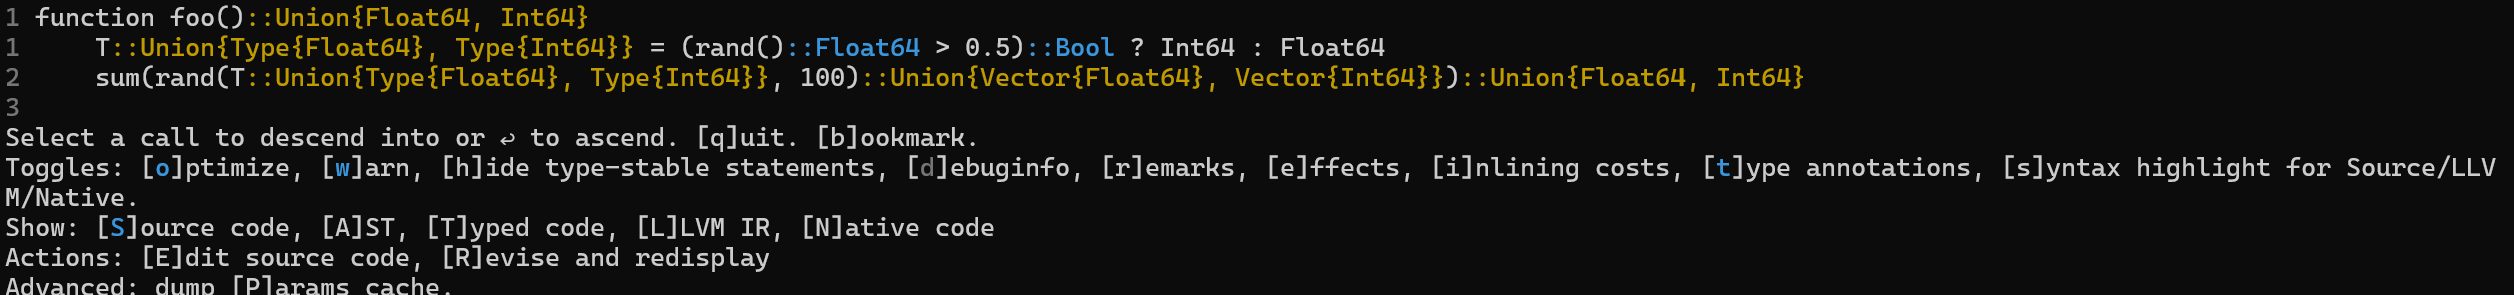 1 function foo()::Union{Float64, Int64}
1     T::Union{Type{Float64}, Type{Int64}} = (rand()::Float64 > 0.5)::Bool ? Int64 : Float64
2     sum(rand(T::Union{Type{Float64}, Type{Int64}}, 100)::Union{Vector{Float64}, Vector{Int64}})::Union{Float64, Int64}
3
Select a call to descend into or ↩ to ascend. [q]uit. [b]ookmark.
Toggles: [o]ptimize, [w]arn, [h]ide type-stable statements, [d]ebuginfo, [r]emarks, [e]ffects, [i]nlining costs, [t]ype annotations, [s]yntax highlight for Source/LLV
M/Native.
Show: [S]ource code, [A]ST, [T]yped code, [L]LVM IR, [N]ative code
Actions: [E]dit source code, [R]evise and redisplay
Advanced: dump [P]arams cache.